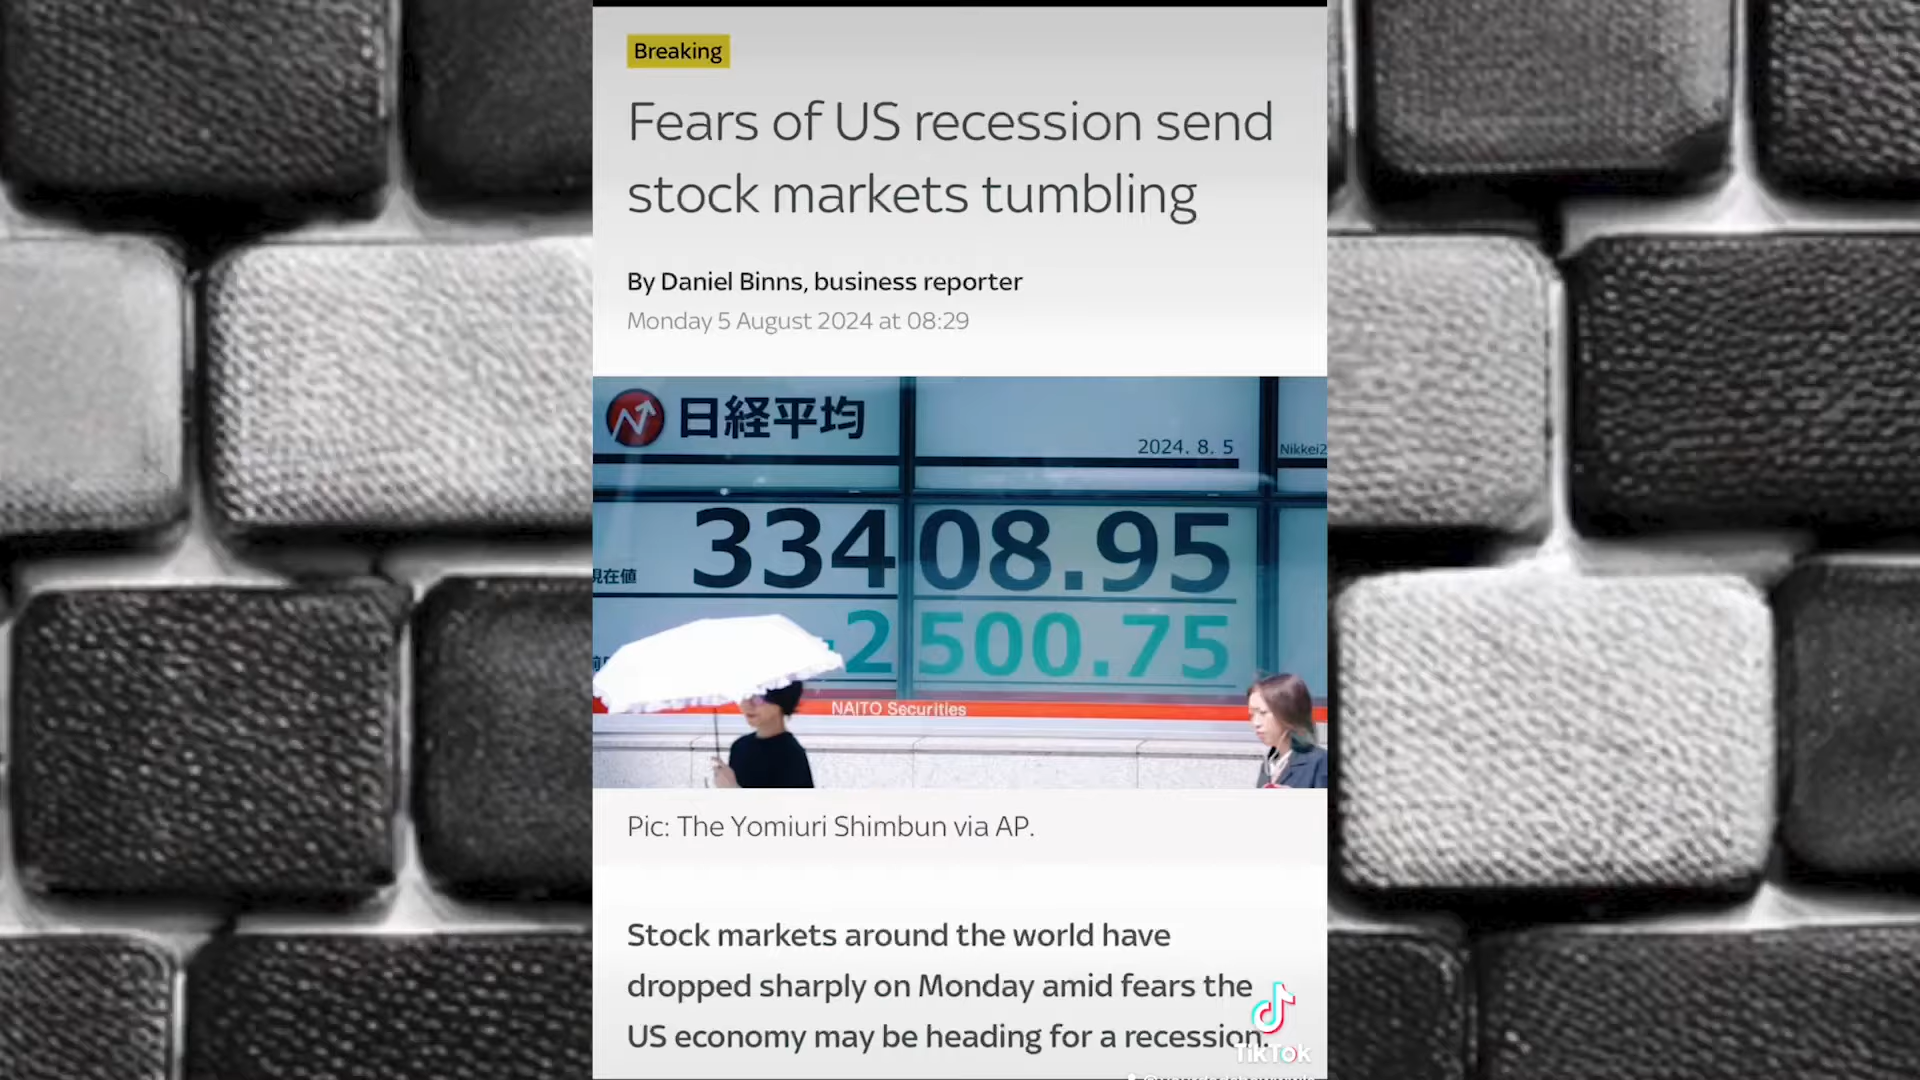 Breaking
Fears of US recession send
stock markets tumbling
By Daniel Binns, business reporter
Monday 5 August 2024 at 08:29
日経平均
2024. 8. 5
Nikkei2
現在値
33408.95
2500.75
NAITO Securities
Pic: The Yomiuri Shimbun via AP.
Stock markets around the world have
dropped sharply on Monday amid fears the
US economy may be heading for a recession.
TikTok